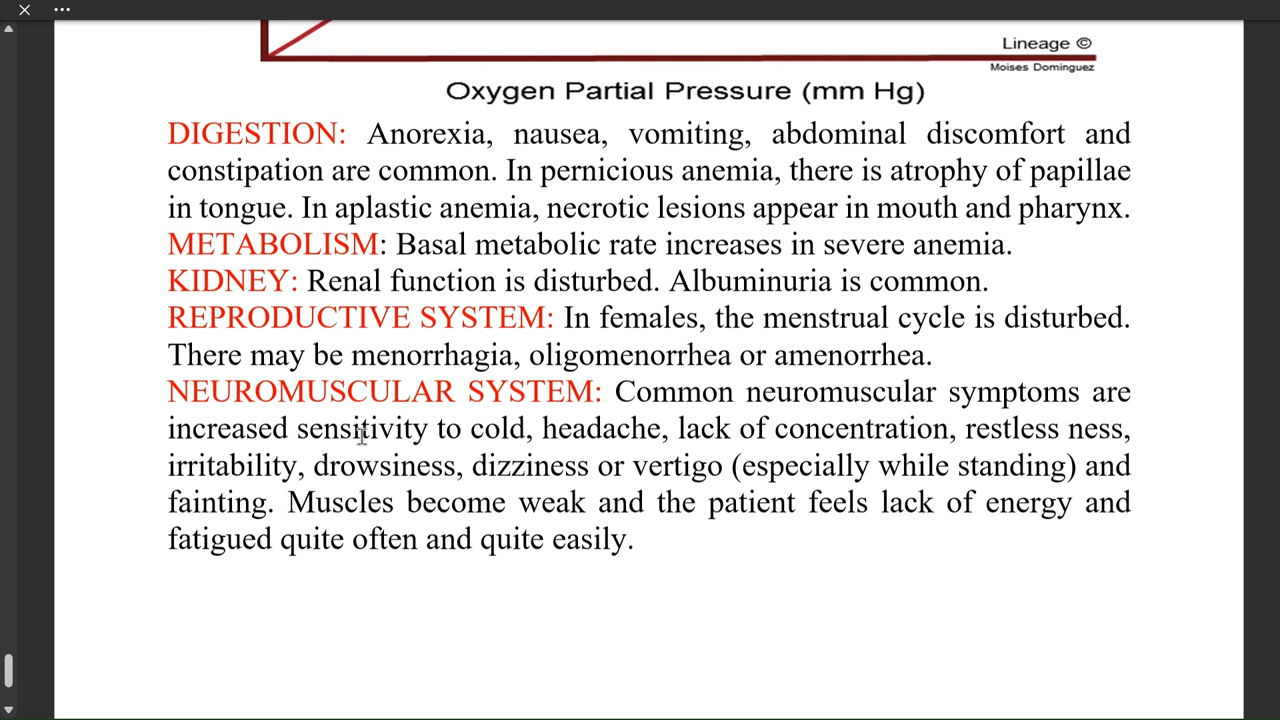 Lineage ©
Moises Dominguez
Oxygen Partial Pressure (mm Hg)
DIGESTION: Anorexia, nausea, vomiting, abdominal discomfort and
constipation are common. In pernicious anemia, there is atrophy of papillae
in tongue. In aplastic anemia, necrotic lesions appear in mouth and pharynx.
METABOLISM: Basal metabolic rate increases in severe anemia.
KIDNEY: Renal function is disturbed. Albuminuria is common.
REPRODUCTIVE SYSTEM: In females, the menstrual cycle is disturbed.
There may be menorrhagia, oligomenorrhea or amenorrhea.
NEUROMUSCULAR SYSTEM: Common neuromuscular symptoms are
increased sensitivity to cold, headache, lack of concentration, restless ness,
irritability, drowsiness, dizziness or vertigo (especially while standing) and
fainting. Muscles become weak and the patient feels lack of energy and
fatigued quite often and quite easily.